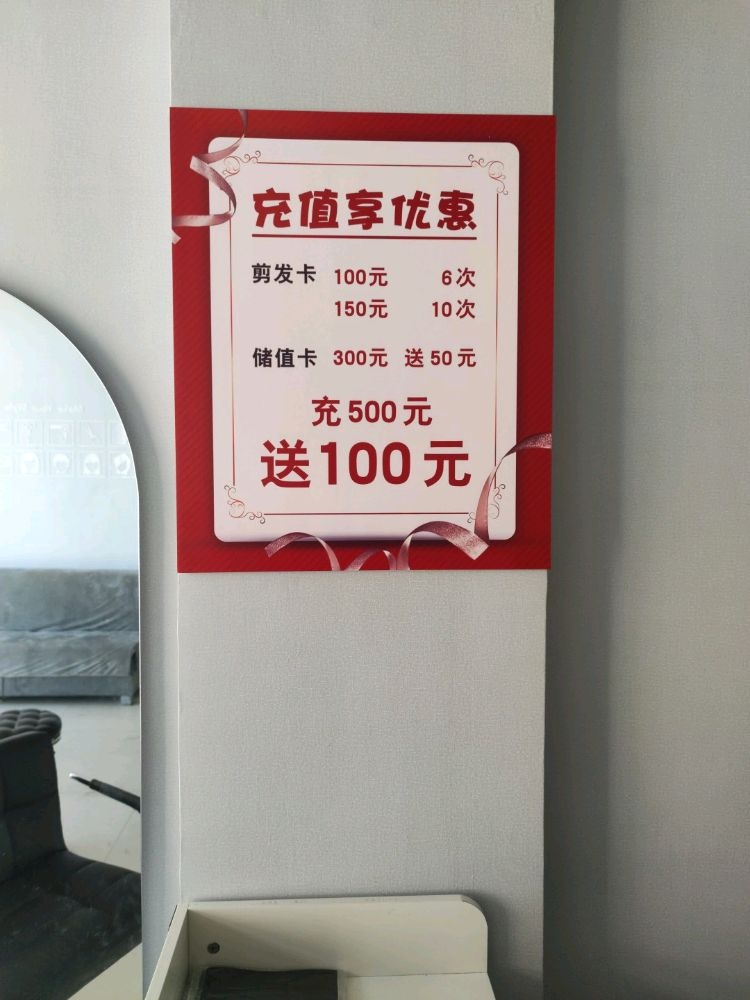 充值享优惠
剪发卡 100元 6次
150元 10次
储值卡 300元 送50元
充500元
送100元